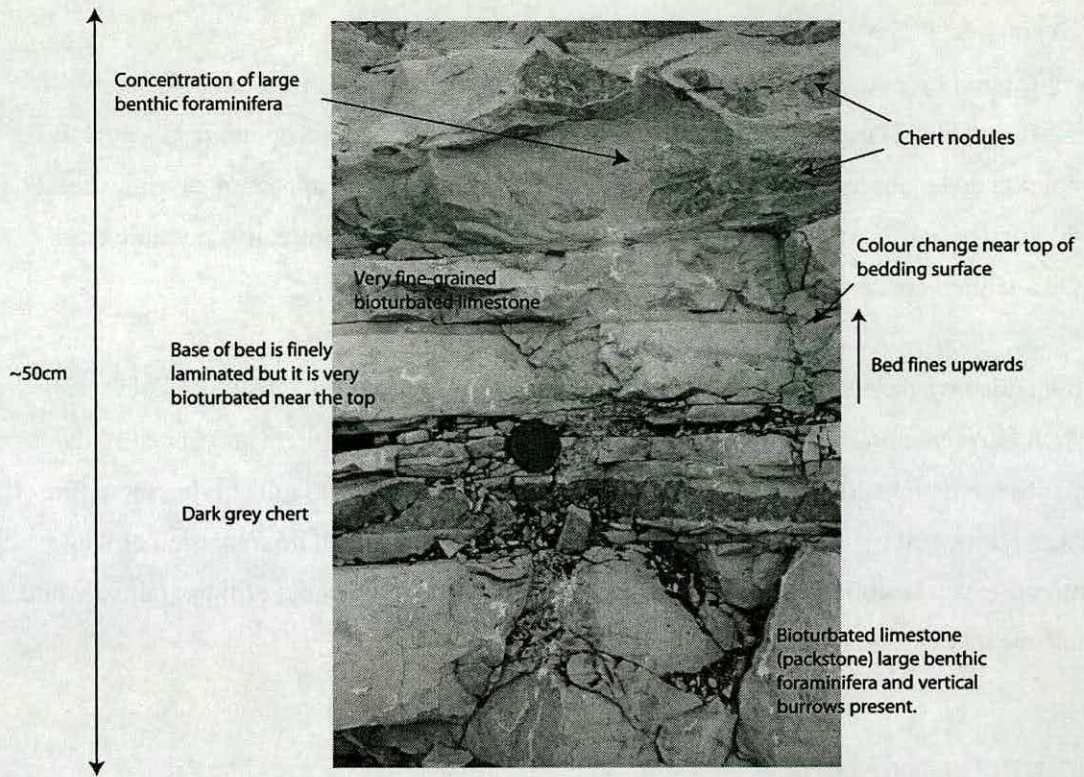 Concentration of large
benthic foraminifera
Chert nodules
Colour change near top of
bedding surface
Very fine-grained
bioturbated limestone
Base of bed is finely
laminated but it is very
bioturbated near the top
~50cm
Bed fines upwards
Dark grey chert
Bioturbated limestone
(packstone) large benthic
foraminifera and vertical
burrows present.